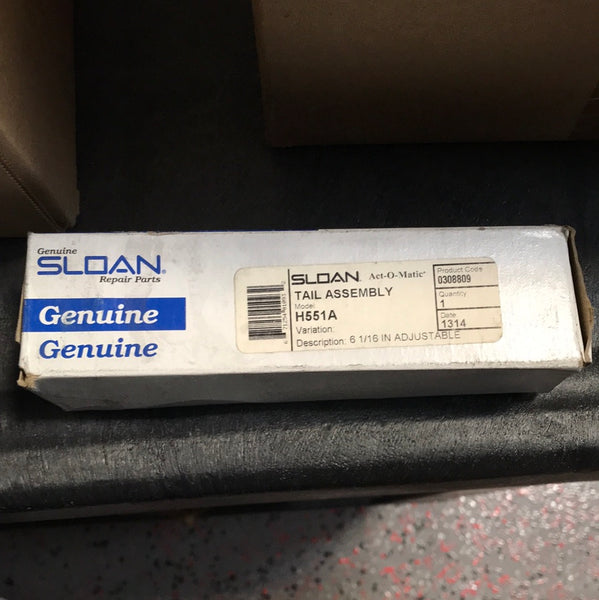 Genuine
SLOAN®
Repair Parts
Genuine
Genuine
SLOAN® Act-O-Matic®
TAIL ASSEMBLY
Model:
H551A
Variation:
Description: 6 1/16 IN ADJUSTABLE
Product Code
0308809
Quantity
1
Date:
1314